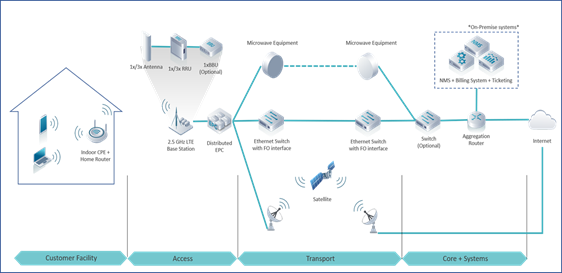 *On-Premise systems*
NMS
NMS + Billing System + Ticketing
1x/3x Antenna
1x/3x RRU
1xBBU
(Optional)
Microwave Equipment
Microwave Equipment
Indoor CPE +
Home Router
2.5 GHz LTE
Base Station
Distributed
EPC
Ethernet Switch
with FO interface
Ethernet Switch
with FO interface
Switch
(Optional)
Aggregation
Router
Internet
Satellite
Customer Facility
Access
Transport
Core + Systems